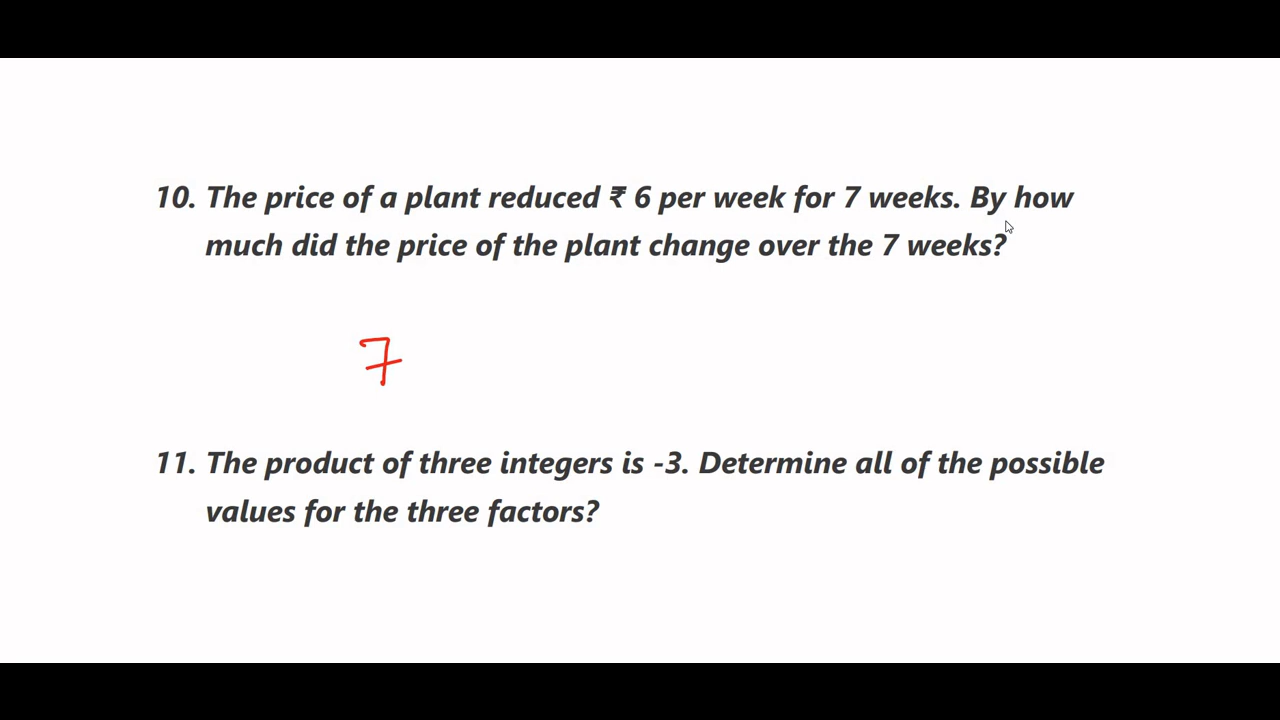 10. The price of a plant reduced ₹ 6 per week for 7 weeks. By how
much did the price of the plant change over the 7 weeks?
7
11. The product of three integers is -3. Determine all of the possible
values for the three factors?